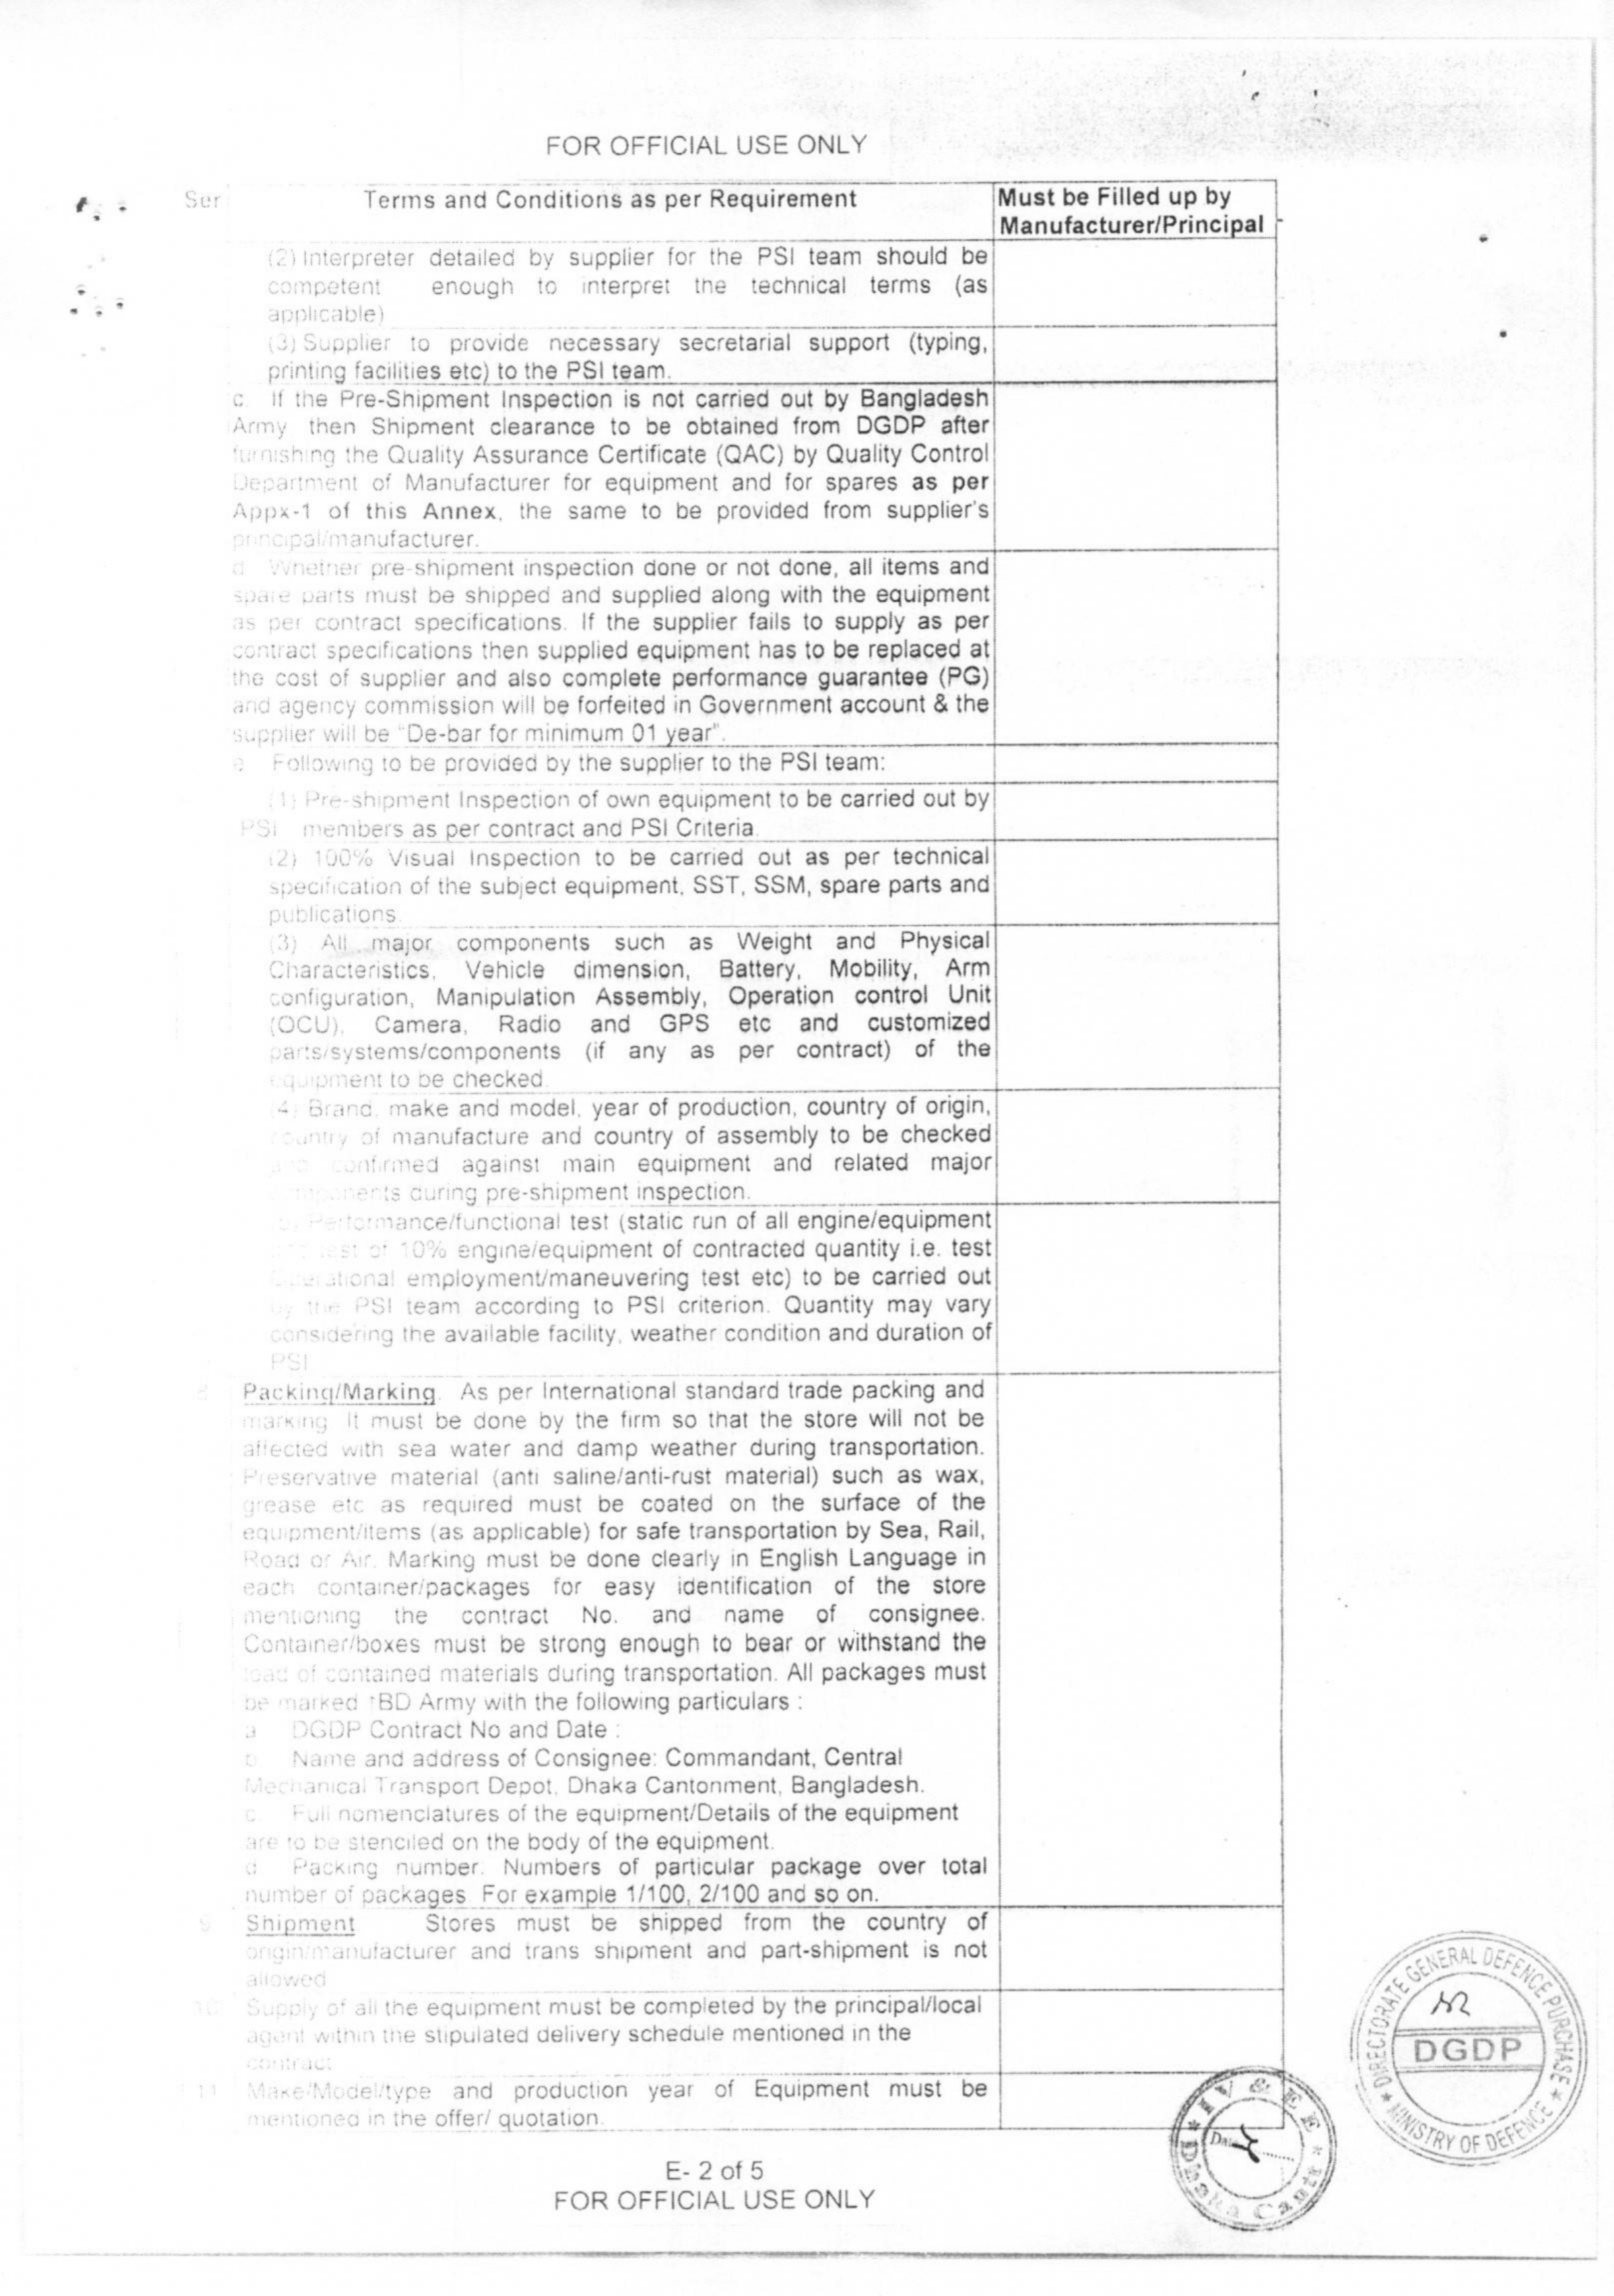 FOR OFFICIAL USE ONLY
Ser Terms and Conditions as per Requirement Must be Filled up by
Manufacturer/Principal
(2) Interpreter detailed by supplier for the PSI team should be
competent enough to interpret the technical terms (as
applicable)
(3) Supplier to provide necessary secretarial support (typing,
printing facilities etc) to the PSI team.
c. If the Pre-Shipment Inspection is not carried out by Bangladesh
Army then Shipment clearance to be obtained from DGDP after
furnishing the Quality Assurance Certificate (QAC) by Quality Control
Department of Manufacturer for equipment and for spares as per
Appx-1 of this Annex, the same to be provided from supplier's
principal/manufacturer.
d Whether pre-shipment inspection done or not done, all items and
spare parts must be shipped and supplied along with the equipment
as per contract specifications. If the supplier fails to supply as per
contract specifications then supplied equipment has to be replaced at
the cost of supplier and also complete performance guarantee (PG)
and agency commission will be forfeited in Government account & the
supplier will be "De-bar for minimum 01 year".
e Following to be provided by the supplier to the PSI team:
(1) Pre-shipment Inspection of own equipment to be carried out by
PSI members as per contract and PSI Criteria.
(2) 100% Visual Inspection to be carried out as per technical
specification of the subject equipment, SST, SSM, spare parts and
publications.
(3) All major components such as Weight and Physical
Characteristics, Vehicle dimension, Battery, Mobility, Arm
configuration, Manipulation Assembly, Operation control Unit
(OCU), Camera, Radio and GPS etc and customized
parts/systems/components (if any as per contract) of the
equipment to be checked.
(4) Brand, make and model, year of production, country of origin,
country of manufacture and country of assembly to be checked
and confirmed against main equipment and related major
components during pre-shipment inspection.
Performance/functional test (static run of all engine/equipment
test of 10% engine/equipment of contracted quantity i.e. test
Operational employment/maneuvering test etc) to be carried out
by the PSI team according to PSI criterion. Quantity may vary
considering the available facility, weather condition and duration of
PSI
8 Packing/Marking. As per International standard trade packing and
marking. It must be done by the firm so that the store will not be
affected with sea water and damp weather during transportation.
Preservative material (anti saline/anti-rust material) such as wax,
grease etc as required must be coated on the surface of the
equipment/items (as applicable) for safe transportation by Sea, Rail,
Road or Air. Marking must be done clearly in English Language in
each container/packages for easy identification of the store
mentioning the contract No. and name of consignee.
Container/boxes must be strong enough to bear or withstand the
load of contained materials during transportation. All packages must
be marked ↑BD Army with the following particulars :
a DGDP Contract No and Date :
b Name and address of Consignee: Commandant, Central
Mechanical Transport Depot, Dhaka Cantonment, Bangladesh.
c. Full nomenclatures of the equipment/Details of the equipment
are to be stenciled on the body of the equipment.
d Packing number. Numbers of particular package over total
number of packages. For example 1/100, 2/100 and so on.
9 Shipment Stores must be shipped from the country of
origin/manufacturer and trans shipment and part-shipment is not
allowed
10 Supply of all the equipment must be completed by the principal/local
agent within the stipulated delivery schedule mentioned in the
contract
11 Make/Model/type and production year of Equipment must be
mentioned in the offer/ quotation.
DIRECTORATE GENERAL DEFENCE PURCHASE
DGDP
★ MINISTRY OF DEFENCE ★
IV & EE
Date
Dhaka Cantt
E- 2 of 5
FOR OFFICIAL USE ONLY